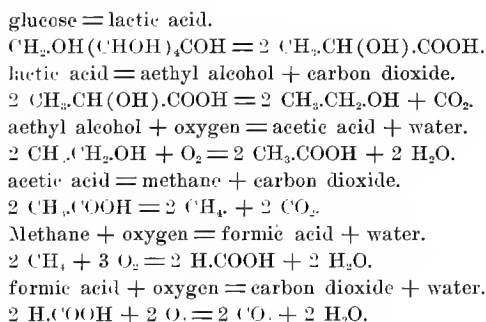 glucose = lactic acid.
CH₂.OH(CHOH)₄COH = 2 CH₃.CH(OH).COOH.
lactic acid = aethyl alcohol + carbon dioxide.
2 CH₃.CH(OH).COOH = 2 CH₃.CH₂.OH + CO₂.
aethyl alcohol + oxygen = acetic acid + water.
2 CH₃.CH₂.OH + O₂ = 2 CH₃.COOH + 2 H₂O.
acetic acid = methane + carbon dioxide.
2 CH₃.COOH = 2 CH₄. + 2 CO₂.
Methane + oxygen = formic acid + water.
2 CH₄ + 3 O₂ = 2 H.COOH + 2 H₂O.
formic acid + oxygen = carbon dioxide + water.
2 H.COOH + 2 O₂ = 2 CO₂ + 2 H₂O.